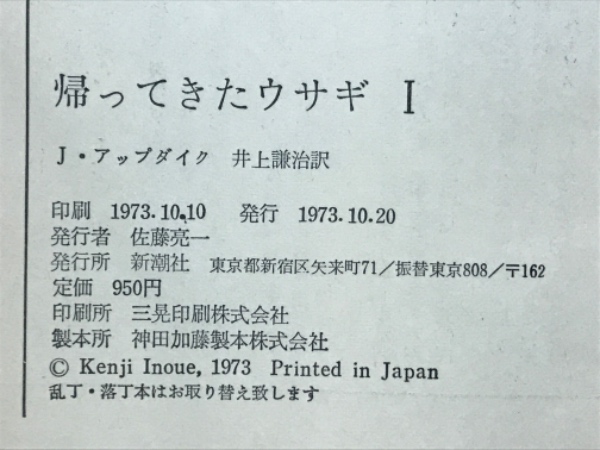 帰ってきたウサギ I
J・アップダイク 井上謙治訳
印刷 1973.10.10 発行 1973.10.20
発行者 佐藤亮一
発行所 新潮社 東京都新宿区矢来町71／振替東京808／〒162
定価 950円
印刷所 三晃印刷株式会社
製本所 神田加藤製本株式会社
© Kenji Inoue, 1973 Printed in Japan
乱丁・落丁本はお取り替え致します